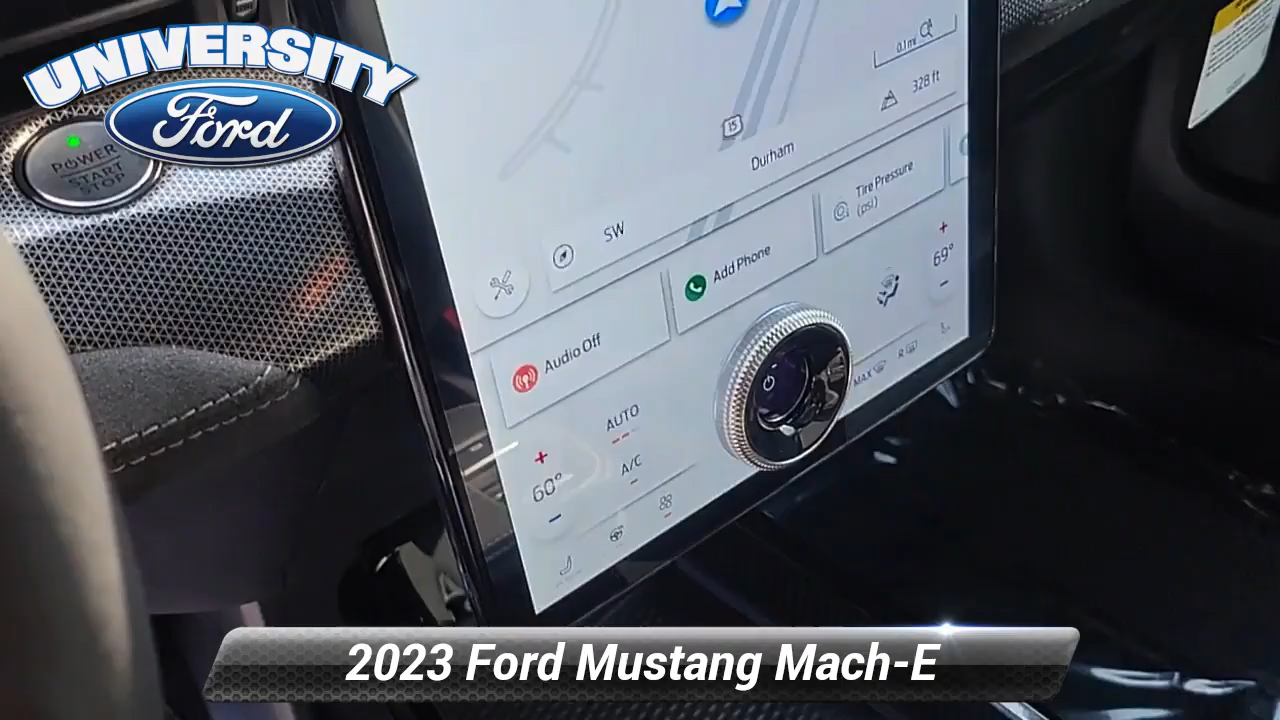 UNIVERSITY
Ford
POWER
START
STOP
0.1 mi
328 ft
15
Durham
SW
Tire Pressure
(psi)
Add Phone
Audio Off
69°
AUTO
A/C
60°
MAX
R
2023 Ford Mustang Mach-E